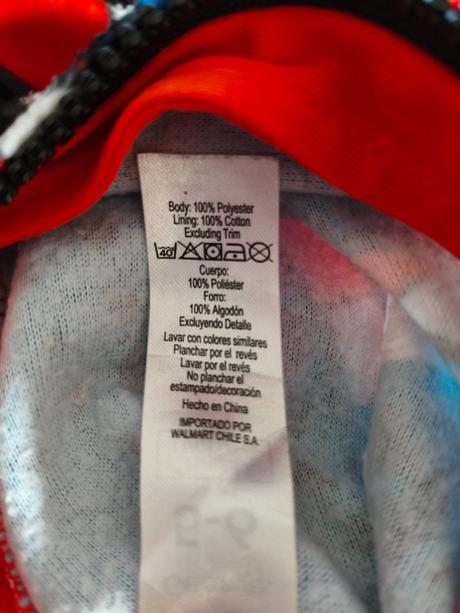 Body: 100% Polyester
Lining: 100% Cotton
Excluding Trim
40
Cuerpo:
100% Poliéster
Forro:
100% Algodón
Excluyendo Detalle
Lavar con colores similares
Planchar por el revés
Lavar por el revés
No planchar el
estampado/decoración
Hecho en China
IMPORTADO POR
WALMART CHILE S.A.